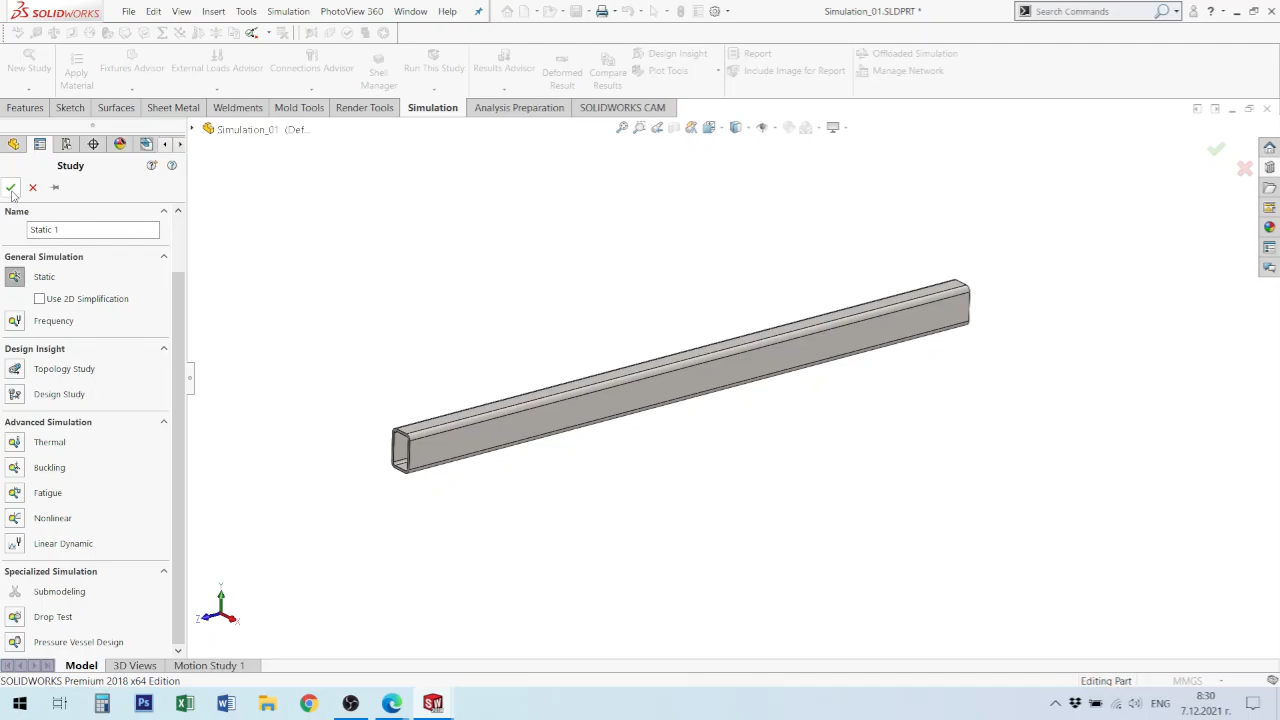 SOLIDWORKS File Edit View Insert Tools Simulation PhotoView 360 Window Help Simulation_01.SLDPRT * Search Commands
New Study
Apply Material
Fixtures Advisor
External Loads Advisor
Connections Advisor
Shell Manager
Run This Study
Results Advisor
Deformed Result
Compare Results
Design Insight
Plot Tools
Report
Include Image for Report
Offloaded Simulation
Manage Network
Features Sketch Surfaces Sheet Metal Weldments Mold Tools Render Tools Simulation Analysis Preparation SOLIDWORKS CAM
Simulation_01 (Def...
Study
Name
Static 1
General Simulation
Static
Use 2D Simplification
Frequency
Design Insight
Topology Study
Design Study
Advanced Simulation
Thermal
Buckling
Fatigue
Nonlinear
Linear Dynamic
Specialized Simulation
Submodeling
Drop Test
Pressure Vessel Design
Y
Z
X
Model 3D Views Motion Study 1
SOLIDWORKS Premium 2018 x64 Edition Editing Part MMGS
ENG 8:30
7.12.2021 г.